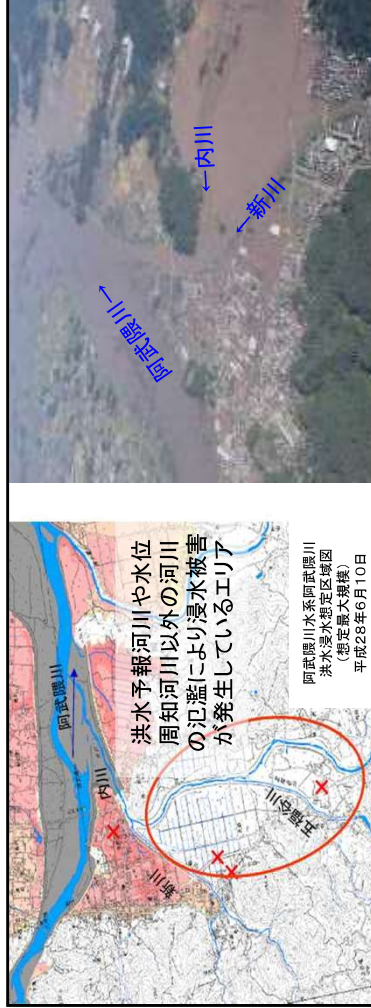 阿武隈川
内川
新川
五福谷川
洪水予報河川や水位
周知河川以外の河川
の氾濫により浸水被害
が発生しているエリア
阿武隈川水系阿武隈川
洪水浸水想定区域図
（想定最大規模）
平成28年6月10日
阿武隈川→
←内川
←新川